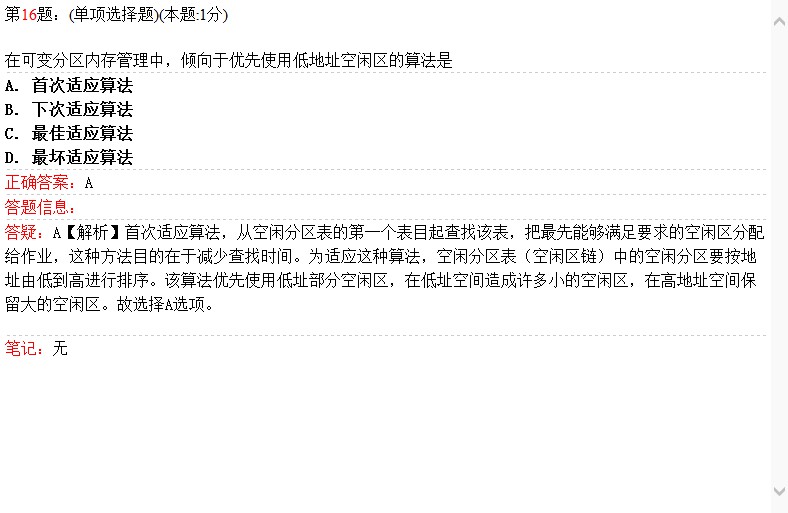 第16题：(单项选择题)(本题:1分)
在可变分区内存管理中，倾向于优先使用低地址空闲区的算法是
A. 首次适应算法
B. 下次适应算法
C. 最佳适应算法
D. 最坏适应算法
正确答案：A
答题信息：
答疑：A【解析】首次适应算法，从空闲分区表的第一个表目起查找该表，把最先能够满足要求的空闲区分配
给作业，这种方法目的在于减少查找时间。为适应这种算法，空闲分区表（空闲区链）中的空闲分区要按地
址由低到高进行排序。该算法优先使用低址部分空闲区，在低址空间造成许多小的空闲区，在高地址空间保
留大的空闲区。故选择A选项。
笔记：无